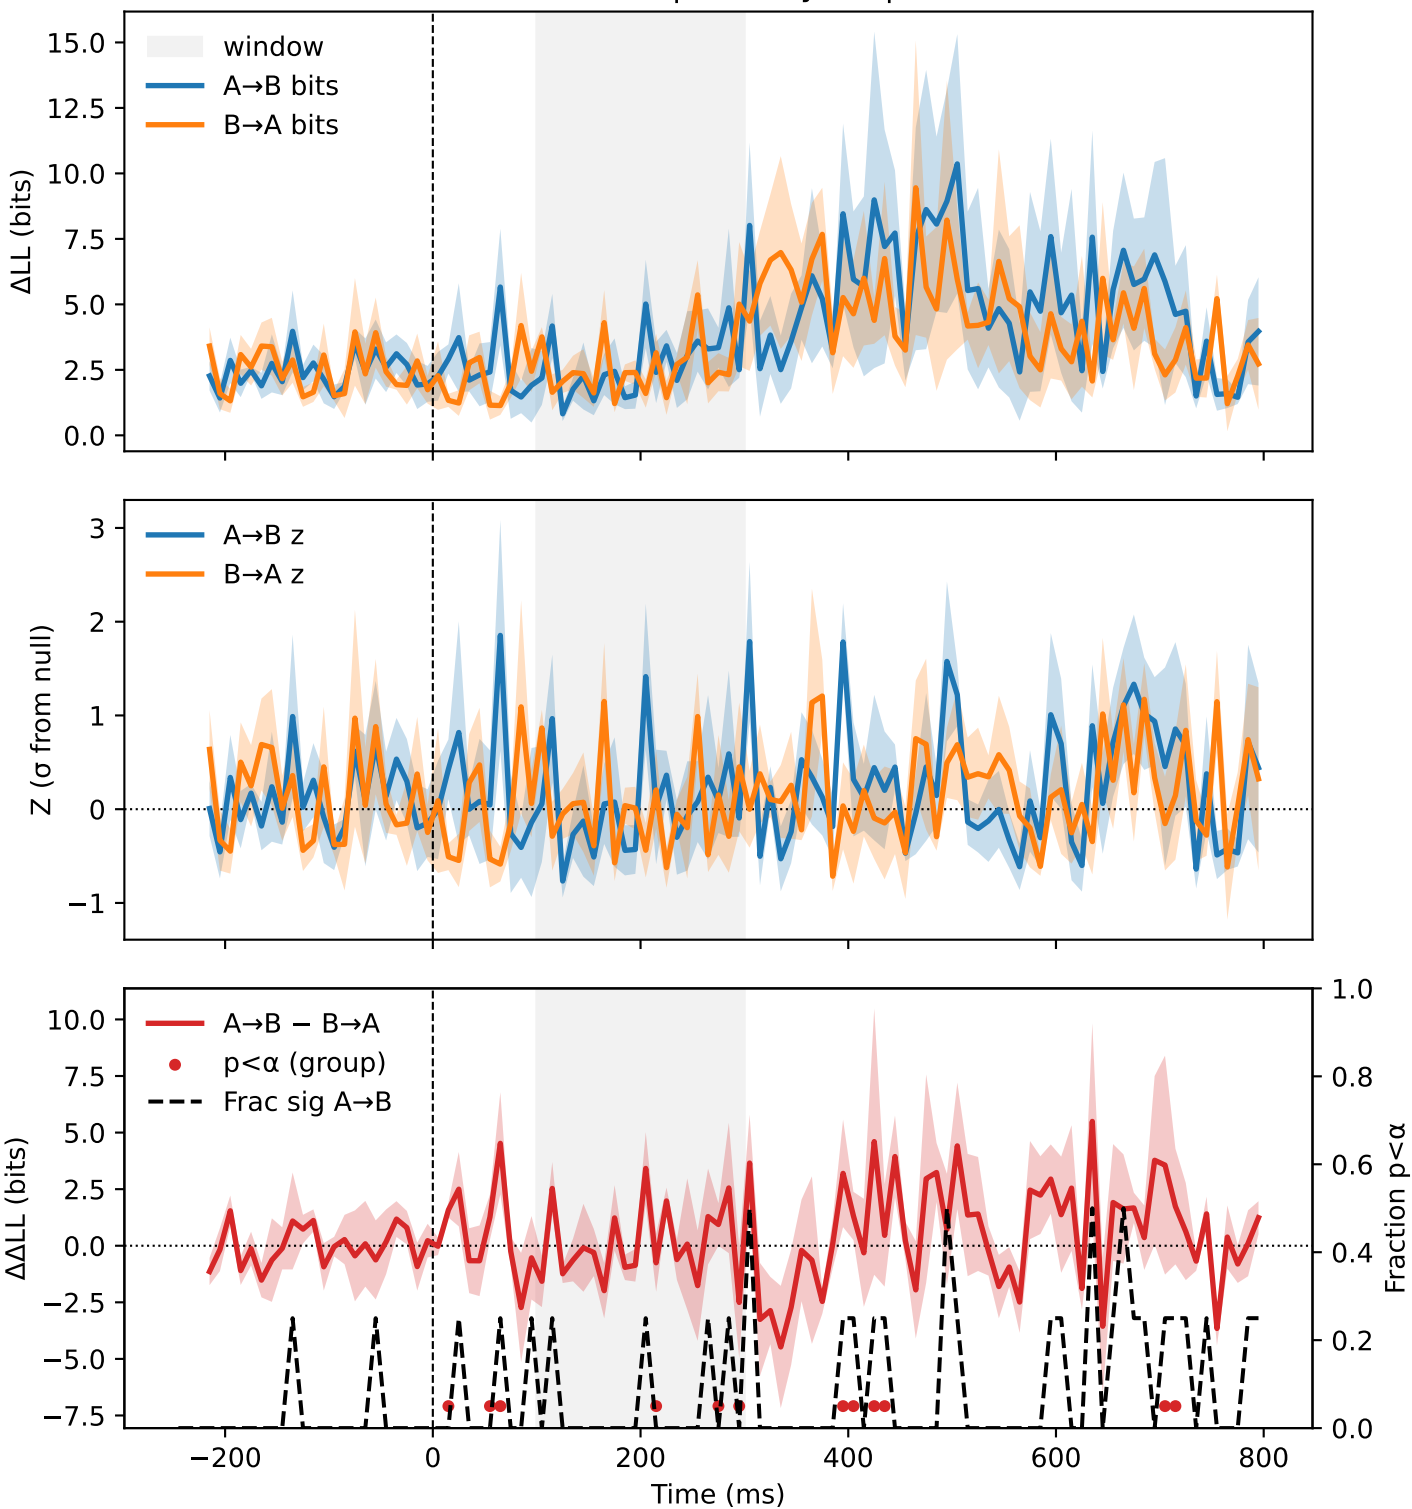 15.0
12.5
10.0
7.5
5.0
2.5
0.0
ΔLL (bits)
window
A→B bits
B→A bits
3
2
1
0
−1
Z (σ from null)
A→B z
B→A z
10.0
7.5
5.0
2.5
0.0
−2.5
−5.0
−7.5
ΔΔLL (bits)
A→B − B→A
p<α (group)
Frac sig A→B
1.0
0.8
0.6
0.4
0.2
0.0
Fraction p<α
−200 0 200 400 600 800
Time (ms)